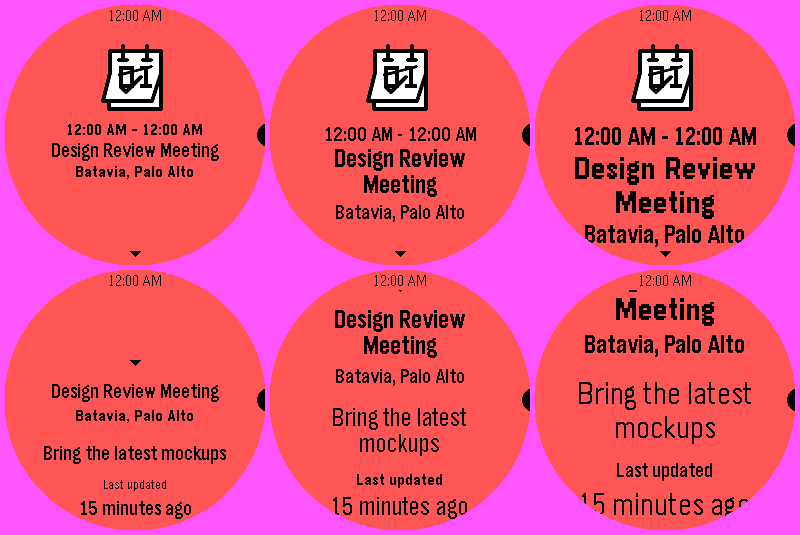 12:00 AM
12:00 AM - 12:00 AM
Design Review Meeting
Batavia, Palo Alto
12:00 AM
12:00 AM - 12:00 AM
Design Review
Meeting
Batavia, Palo Alto
12:00 AM
12:00 AM - 12:00 AM
Design Review
Meeting
Batavia, Palo Alto
12:00 AM
Design Review Meeting
Batavia, Palo Alto
Bring the latest mockups
Last updated
15 minutes ago
12:00 AM
Design Review
Meeting
Batavia, Palo Alto
Bring the latest
mockups
Last updated
15 minutes ago
12:00 AM
Meeting
Batavia, Palo Alto
Bring the latest
mockups
Last updated
15 minutes ago